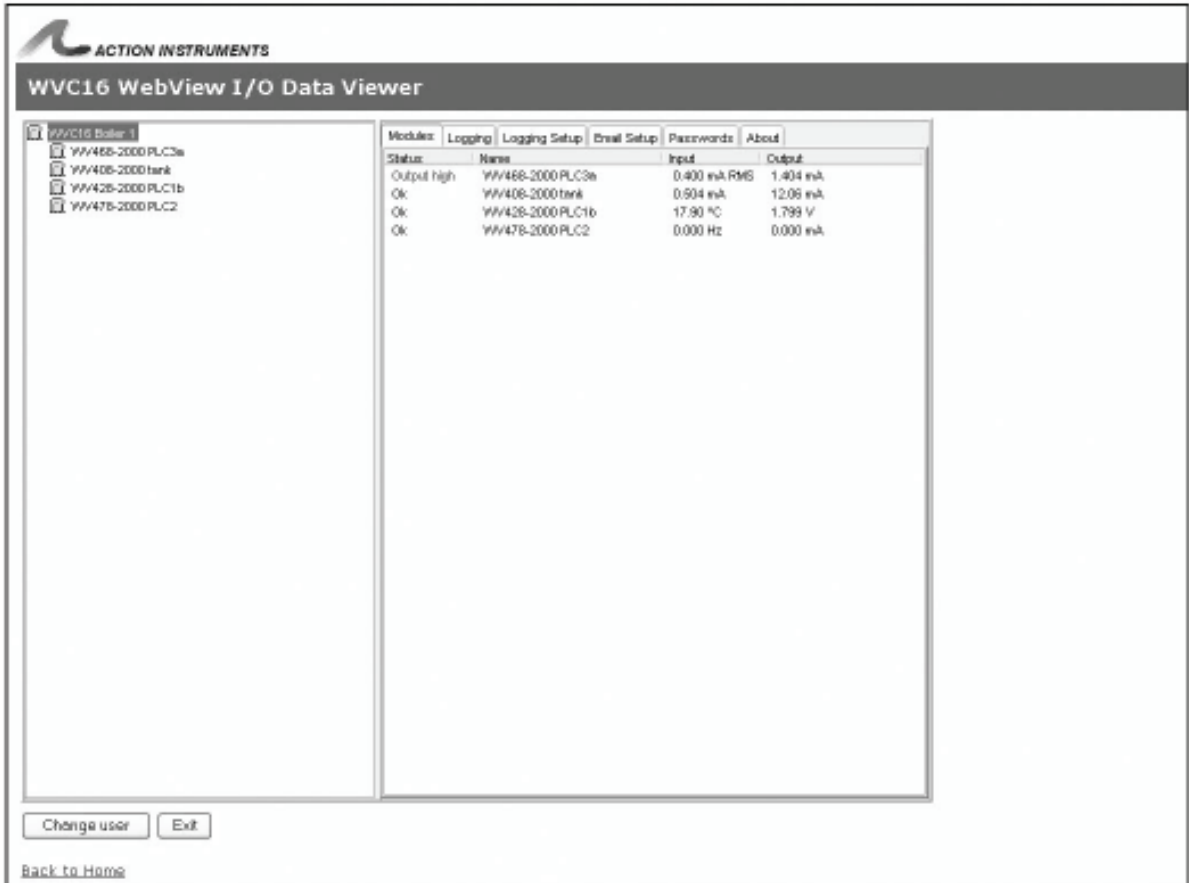 ACTION INSTRUMENTS
WVC16 WebView I/O Data Viewer
WVC16 Boiler 1
WV468-2000 PLC3a
WV408-2000 tank
WV428-2000 PLC1b
WV478-2000 PLC2
Modules Logging Logging Setup Email Setup Passwords About
Status Name Input Output
Output high WV468-2000 PLC3a 0.400 mA RMS 1.404 mA
Ok WV408-2000 tank 0.604 mA 12.06 mA
Ok WV428-2000 PLC1b 17.90 °C 1.799 V
Ok WV478-2000 PLC2 0.000 Hz 0.000 mA
Change user Exit
Back to Home